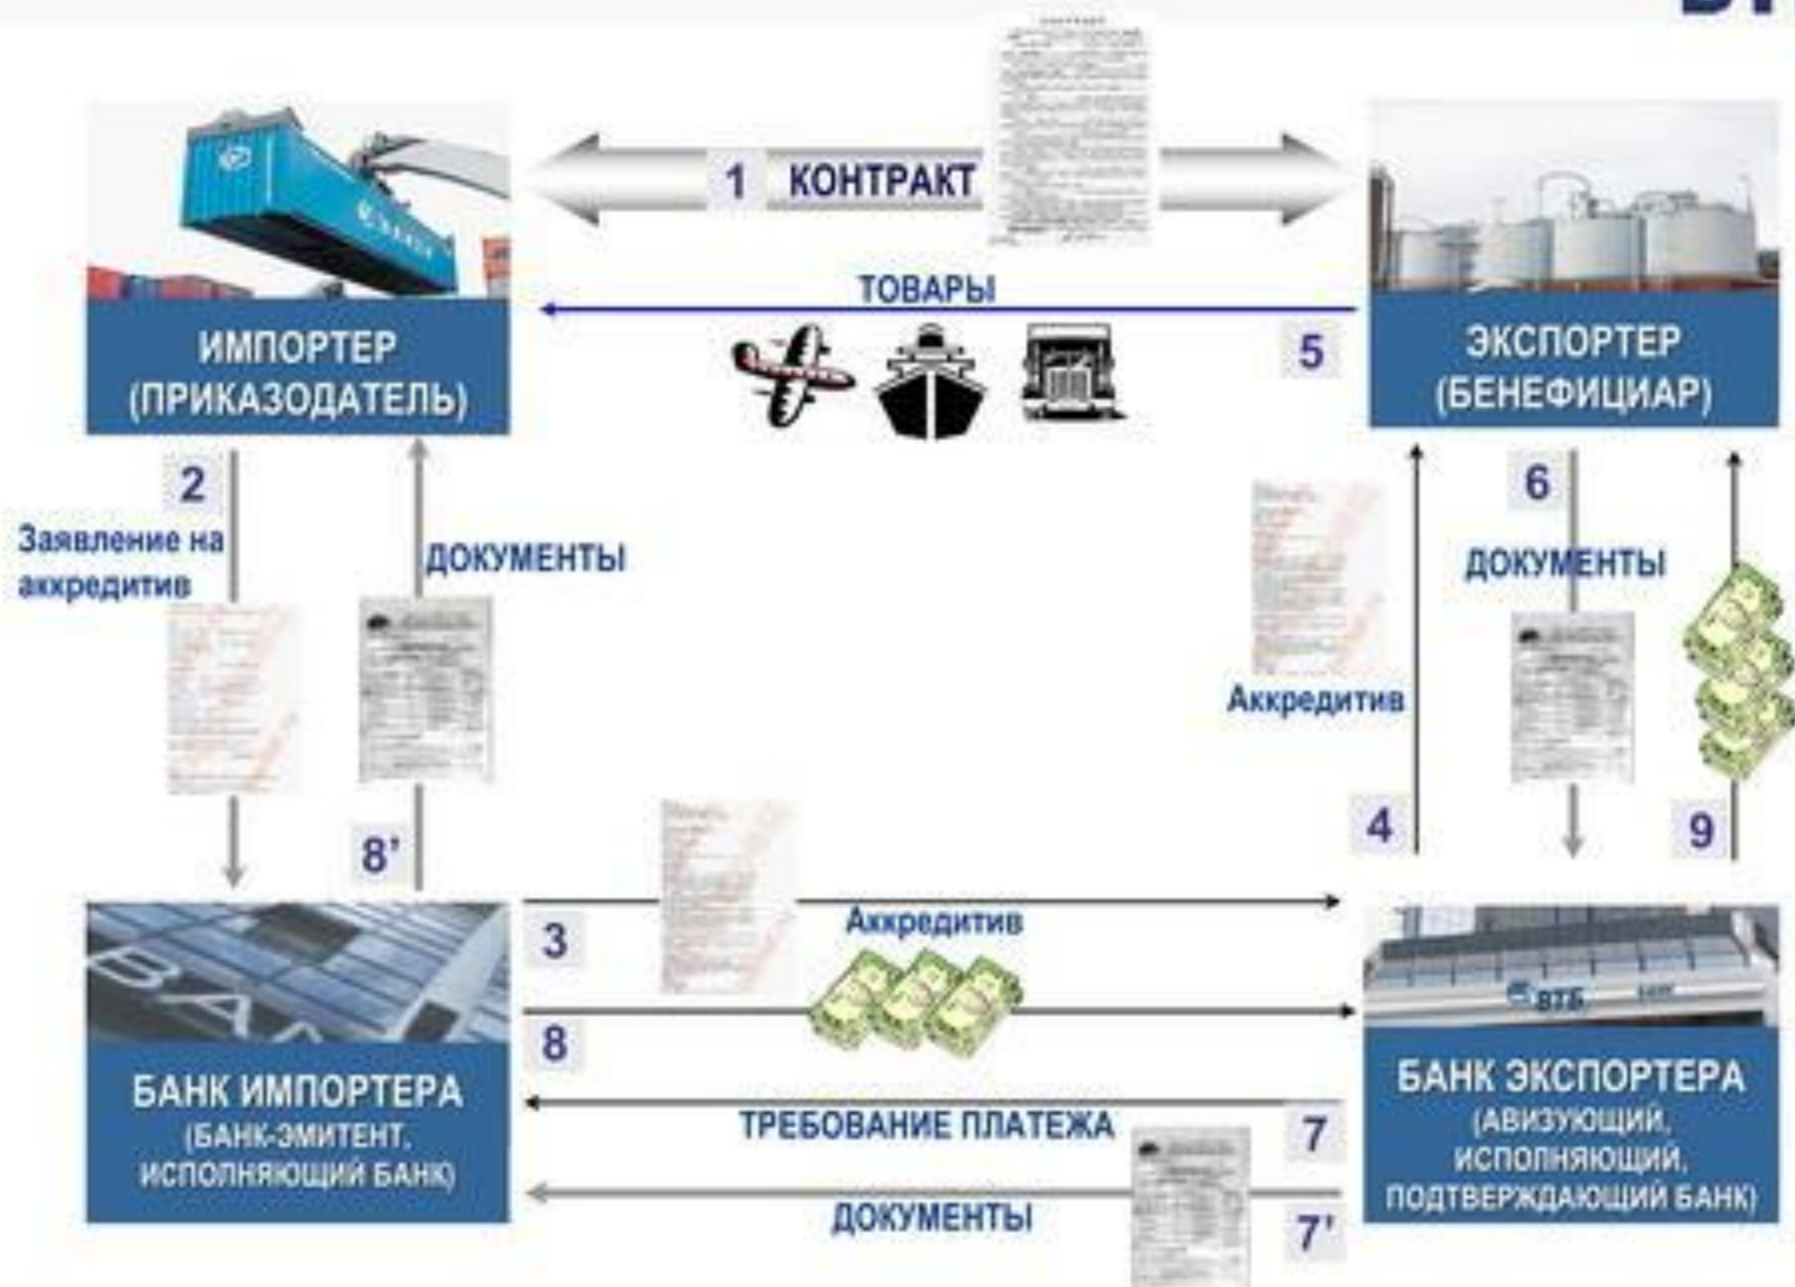 1 КОНТРАКТ
ТОВАРЫ
5
ИМПОРТЕР
(ПРИКАЗОДАТЕЛЬ)
ЭКСПОРТЕР
(БЕНЕФИЦИАР)
2
Заявление на
аккредитив
ДОКУМЕНТЫ
8'
Аккредитив
4
6
ДОКУМЕНТЫ
9
3
Аккредитив
8
BAN
ВТБ
БАНК ИМПОРТЕРА
(БАНК-ЭМИТЕНТ,
ИСПОЛНЯЮЩИЙ БАНК)
ТРЕБОВАНИЕ ПЛАТЕЖА
7
ДОКУМЕНТЫ
7'
БАНК ЭКСПОРТЕРА
(АВИЗУЮЩИЙ,
ИСПОЛНЯЮЩИЙ,
ПОДТВЕРЖДАЮЩИЙ БАНК)